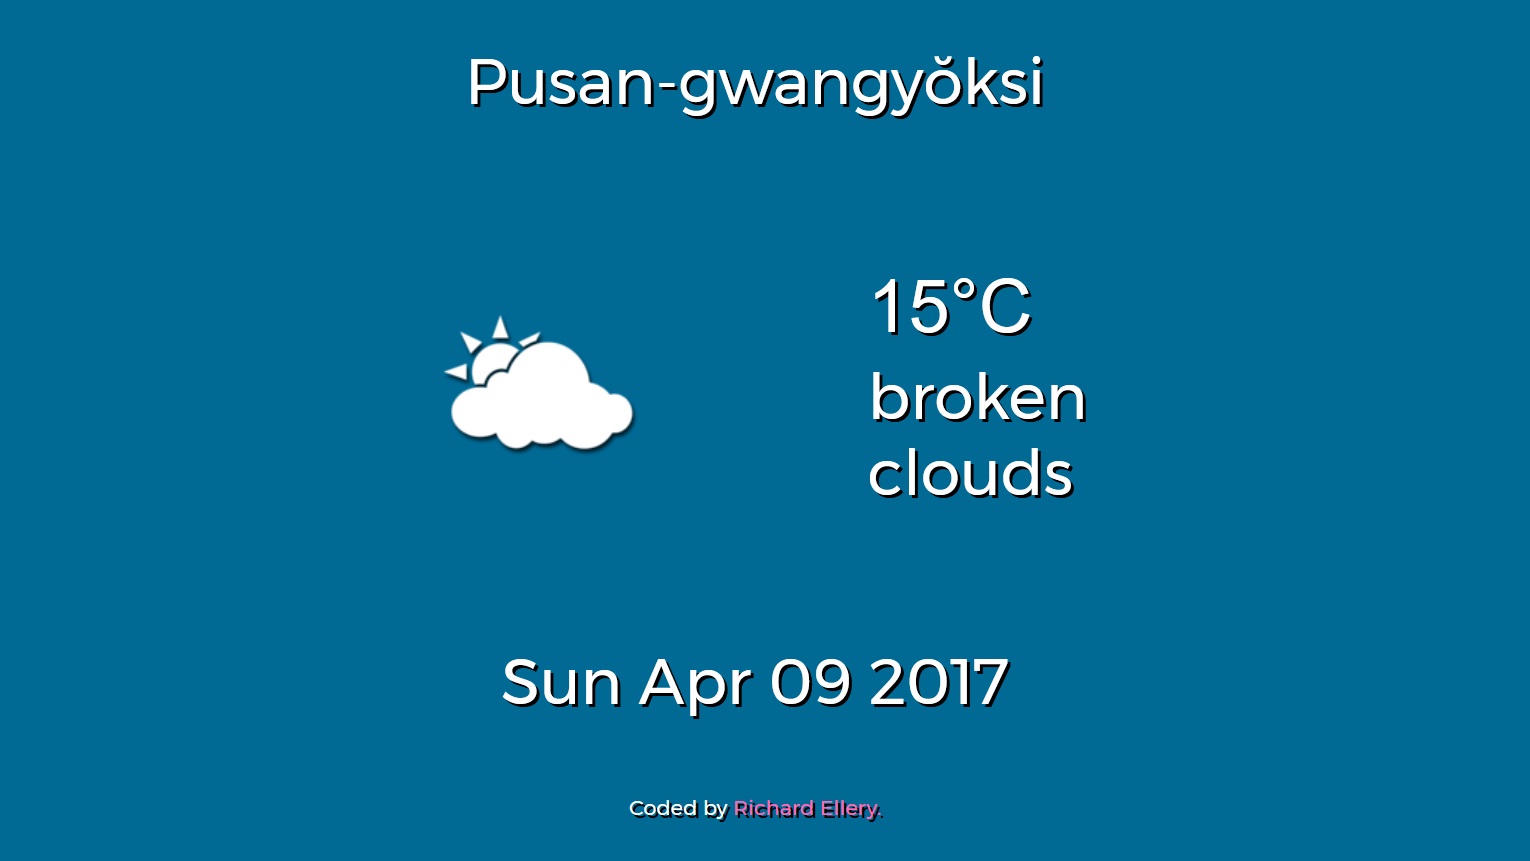 Pusan-gwangyŏksi
15°C
broken
clouds
Sun Apr 09 2017
Coded by Richard Ellery.